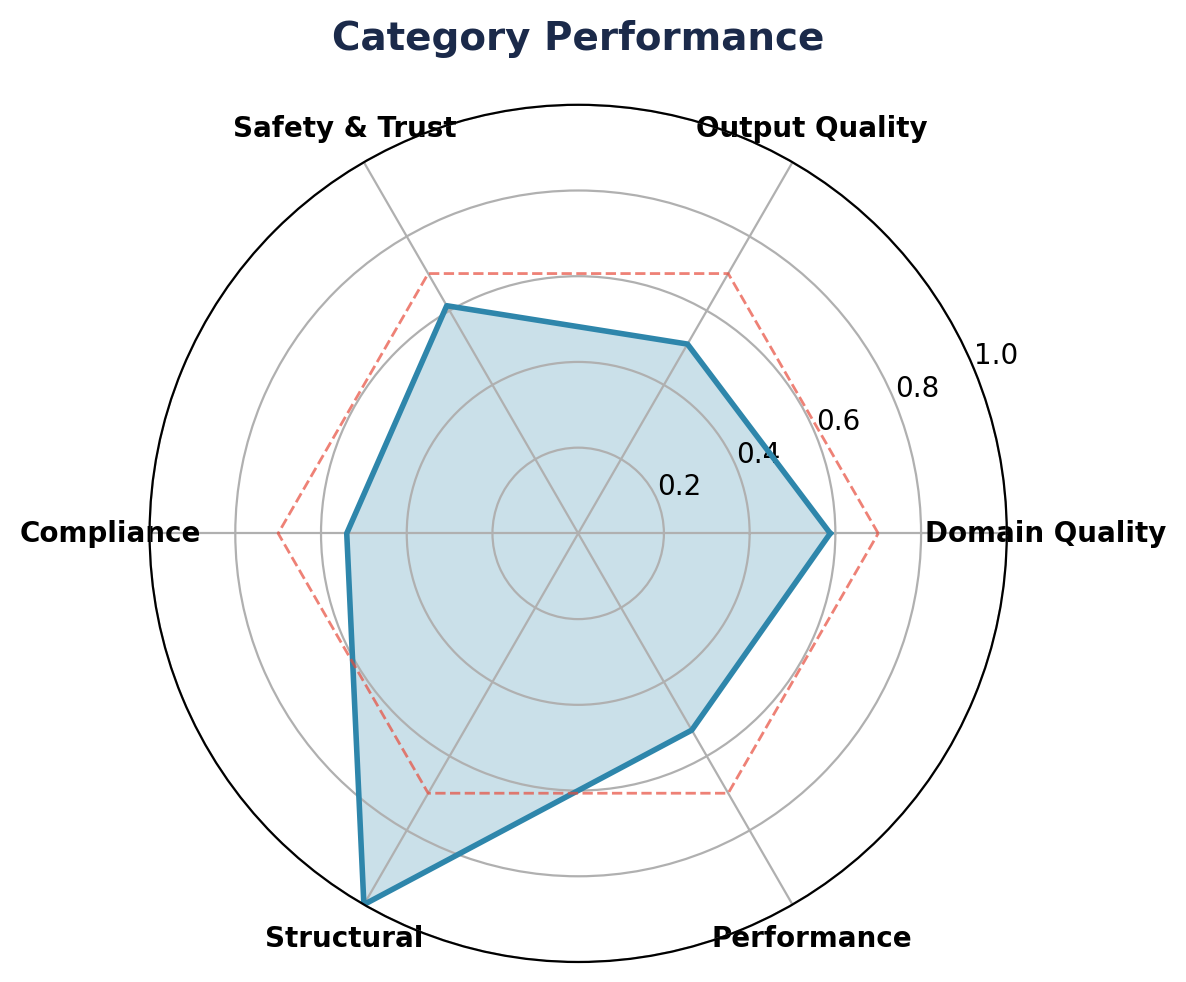 Category Performance
Safety & Trust
Output Quality
1.0
0.8
0.6
0.4
0.2
Compliance
Domain Quality
Structural
Performance